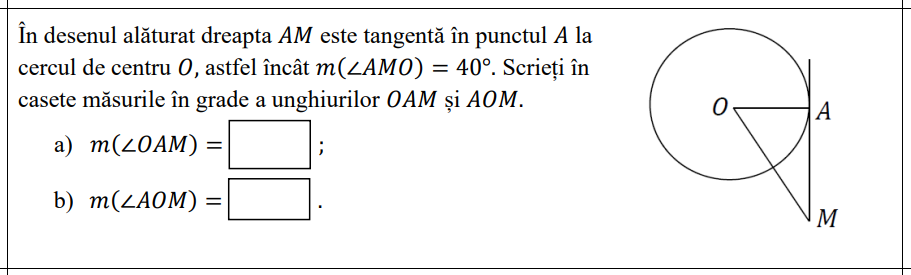 În desenul alăturat dreapta AM este tangentă în punctul A la
cercul de centru O, astfel încât m(∠AMO) = 40°. Scrieți în
casete măsurile în grade a unghiurilor OAM și AOM.
a) m(∠OAM) = ;
b) m(∠AOM) = .
O
A
M